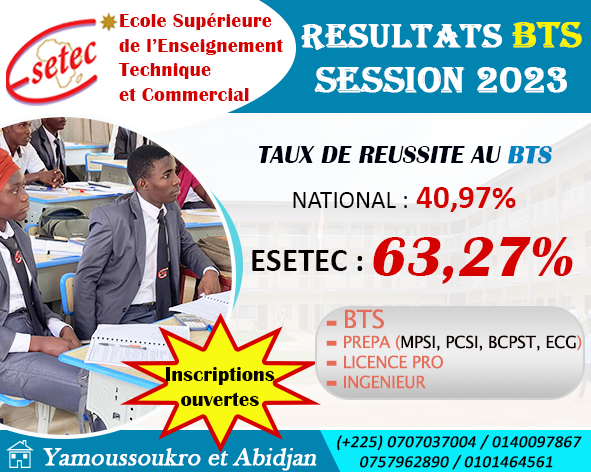 Esetec
Ecole Supérieure
de l'Enseignement
Technique
et Commercial
RESULTATS BTS
SESSION 2023
TAUX DE REUSSITE AU BTS
NATIONAL : 40,97%
ESETEC : 63,27%
- BTS
- PREPA (MPSI, PCSI, BCPST, ECG)
- LICENCE PRO
- INGENIEUR
Inscriptions
ouvertes
Yamoussoukro et Abidjan
(+225) 0707037004 / 0140097867
0757962890 / 0101464561